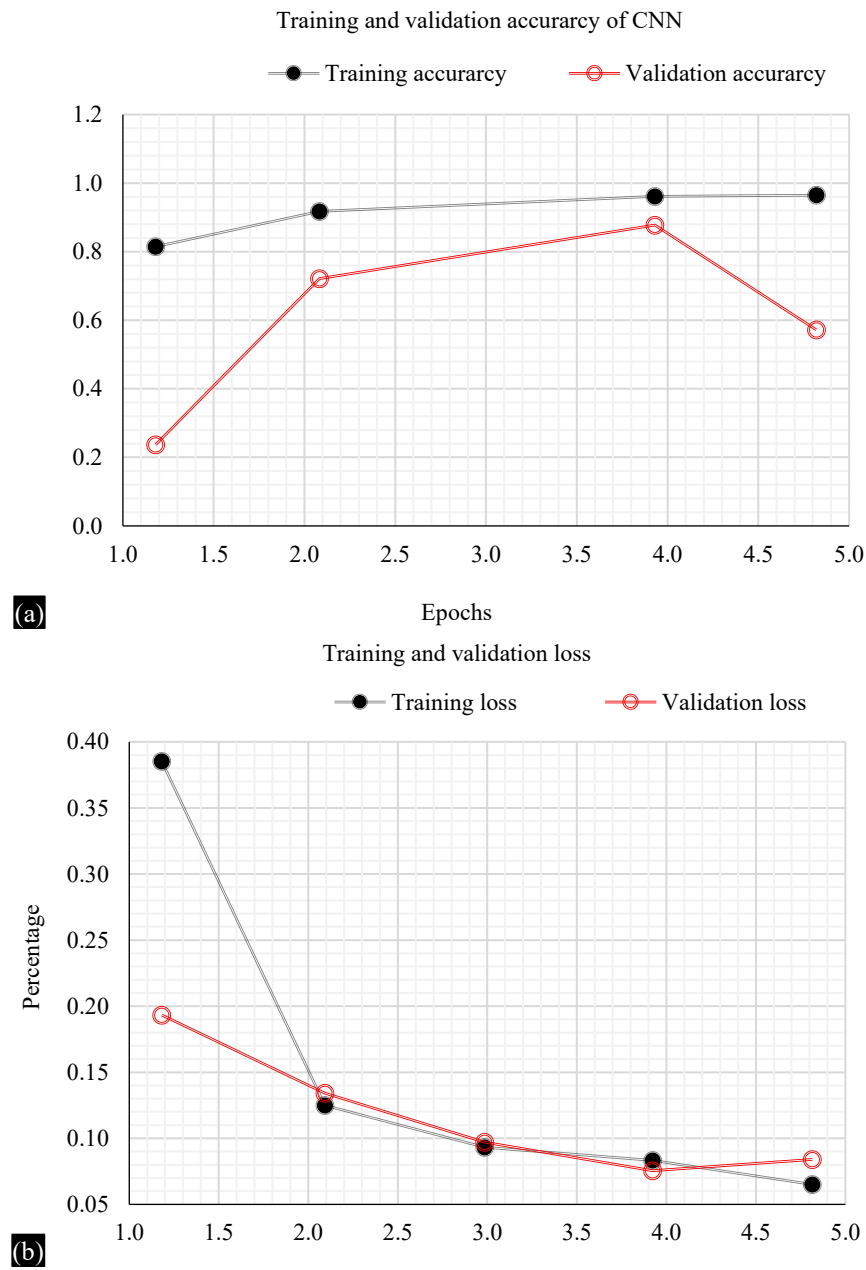 Training and validation accurarcy of CNN
Training accurarcy Validation accurarcy
1.2
1.0
0.8
0.6
0.4
0.2
0.0
1.0 1.5 2.0 2.5 3.0 3.5 4.0 4.5 5.0
(a) Epochs
Training and validation loss
Training loss Validation loss
0.40
0.35
0.30
0.25
0.20
0.15
0.10
0.05
Percentage
1.0 2.0 2.5 3.0 3.5 4.0 4.5 5.0
(b)